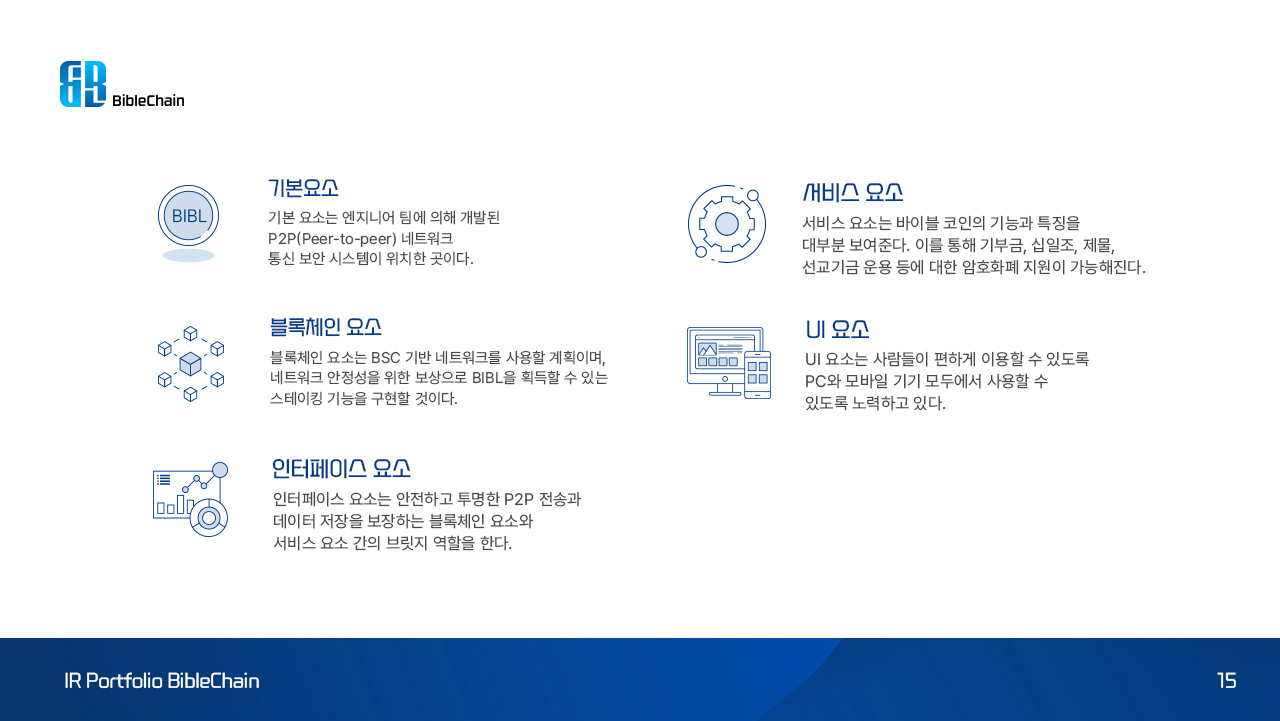 BibleChain
BIBL
기본요소
기본 요소는 엔지니어 팀에 의해 개발된
P2P(Peer-to-peer) 네트워크
통신 보안 시스템이 위치한 곳이다.
블록체인 요소
블록체인 요소는 BSC 기반 네트워크를 사용할 계획이며,
네트워크 안정성을 위한 보상으로 BIBL을 획득할 수 있는
스테이킹 기능을 구현할 것이다.
인터페이스 요소
인터페이스 요소는 안전하고 투명한 P2P 전송과
데이터 저장을 보장하는 블록체인 요소와
서비스 요소 간의 브릿지 역할을 한다.
서비스 요소
서비스 요소는 바이블 코인의 기능과 특징을
대부분 보여준다. 이를 통해 기부금, 십일조, 제물,
선교기금 운용 등에 대한 암호화폐 지원이 가능해진다.
UI 요소
UI 요소는 사람들이 편하게 이용할 수 있도록
PC와 모바일 기기 모두에서 사용할 수
있도록 노력하고 있다.
IR Portfolio BibleChain
15